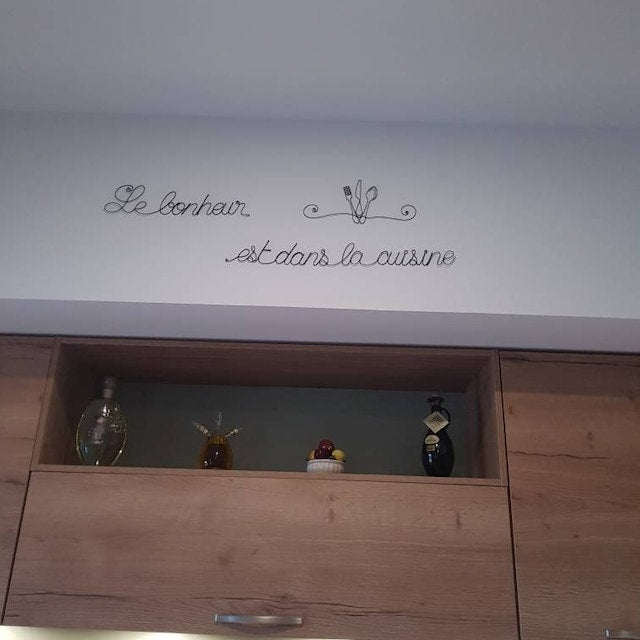 Le bonheur
est dans la cuisine